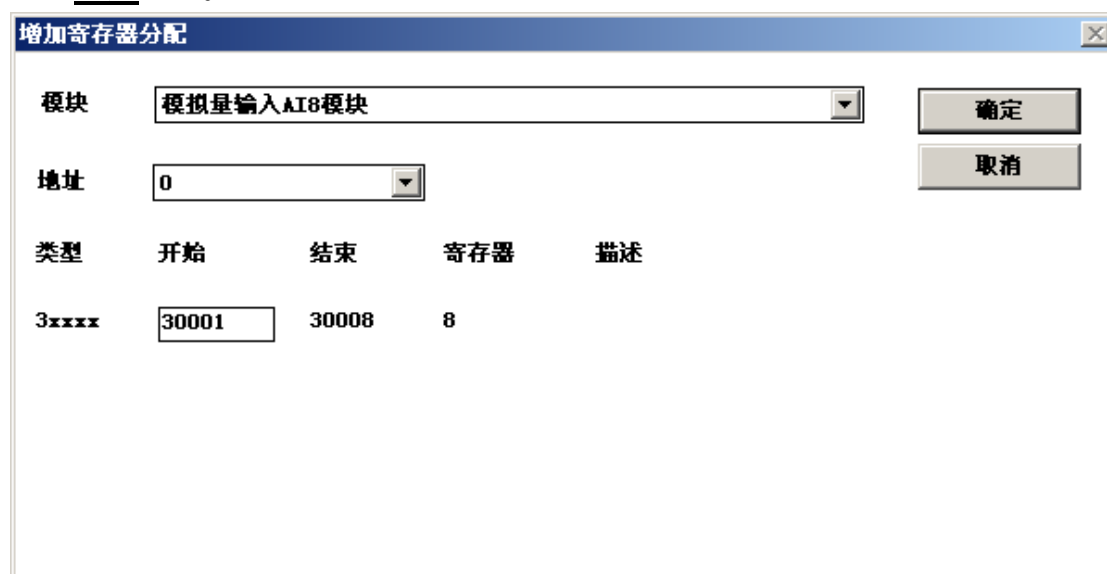 增加寄存器分配
模块 模拟量输入AI8模块 确定
地址 0 取消
类型 开始 结束 寄存器 描述
3xxxx 30001 30008 8